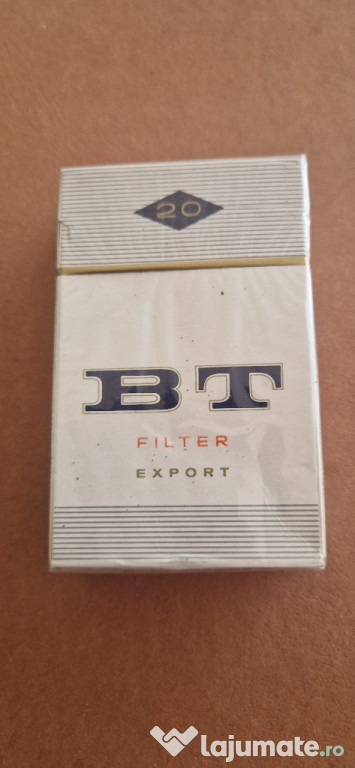 20
BT
FILTER
EXPORT
lajumate.ro